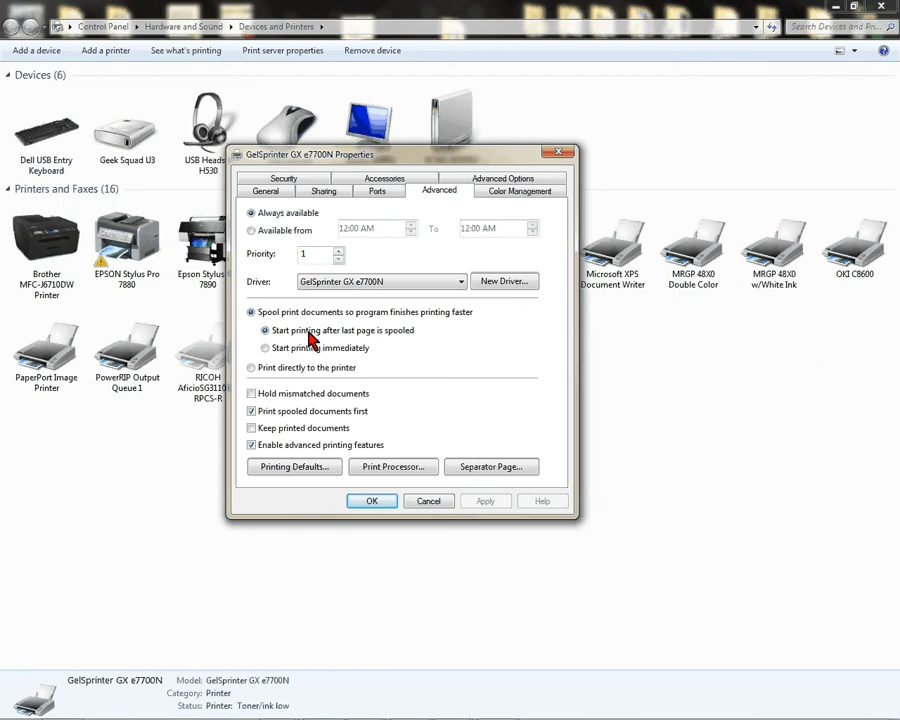 Control Panel ▸ Hardware and Sound ▸ Devices and Printers ▸
Search Devices and Pri...
Add a device Add a printer See what's printing Print server properties Remove device
Devices (6)
Dell USB Entry
Keyboard
Geek Squad U3
USB Heads
H530
Printers and Faxes (16)
Brother
MFC-J6710DW
Printer
EPSON Stylus Pro
7880
Epson Stylus
7890
Microsoft XPS
Document Writer
MRGP 48X0
Double Color
MRGP 48X0
w/White Ink
OKI C8600
PaperPort Image
Printer
PowerRIP Output
Queue 1
RICOH
AficioSG3110
RPCS-R
GelSprinter GX e7700N Properties
Security Accessories Advanced Options
General Sharing Ports Advanced Color Management
Always available
Available from 12:00 AM To 12:00 AM
Priority: 1
Driver: GelSprinter GX e7700N New Driver...
Spool print documents so program finishes printing faster
Start printing after last page is spooled
Start printing immediately
Print directly to the printer
Hold mismatched documents
Print spooled documents first
Keep printed documents
Enable advanced printing features
Printing Defaults... Print Processor... Separator Page...
OK Cancel Apply Help
GelSprinter GX e7700N Model: GelSprinter GX e7700N
Category: Printer
Status: Printer: Toner/ink low